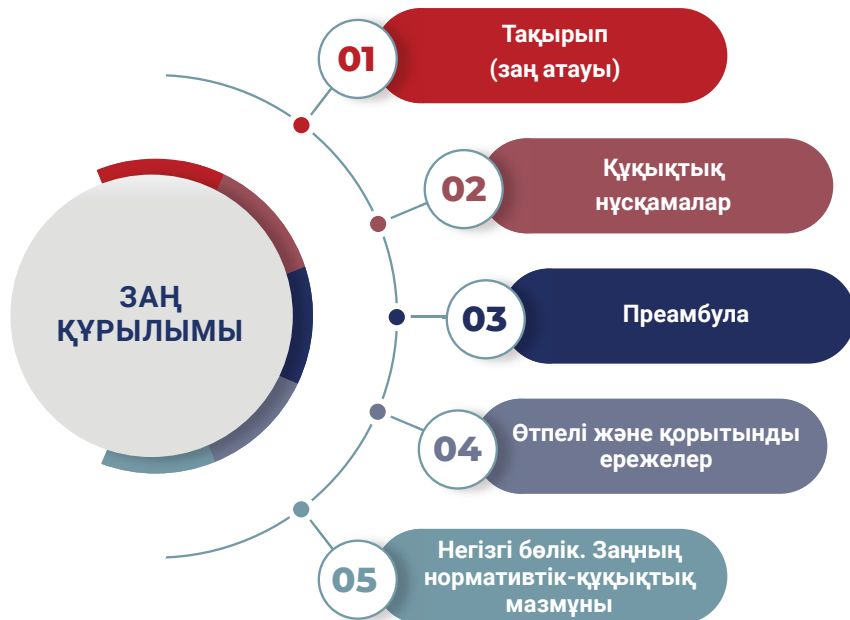 ЗАҢ
ҚҰРЫЛЫМЫ
01
Тақырып
(заң атауы)
02
Құқықтық
нұсқамалар
03
Преамбула
04
Өтпелі және қорытынды
ережелер
05
Негізгі бөлік. Заңның
нормативтік-құқықтық
мазмұны